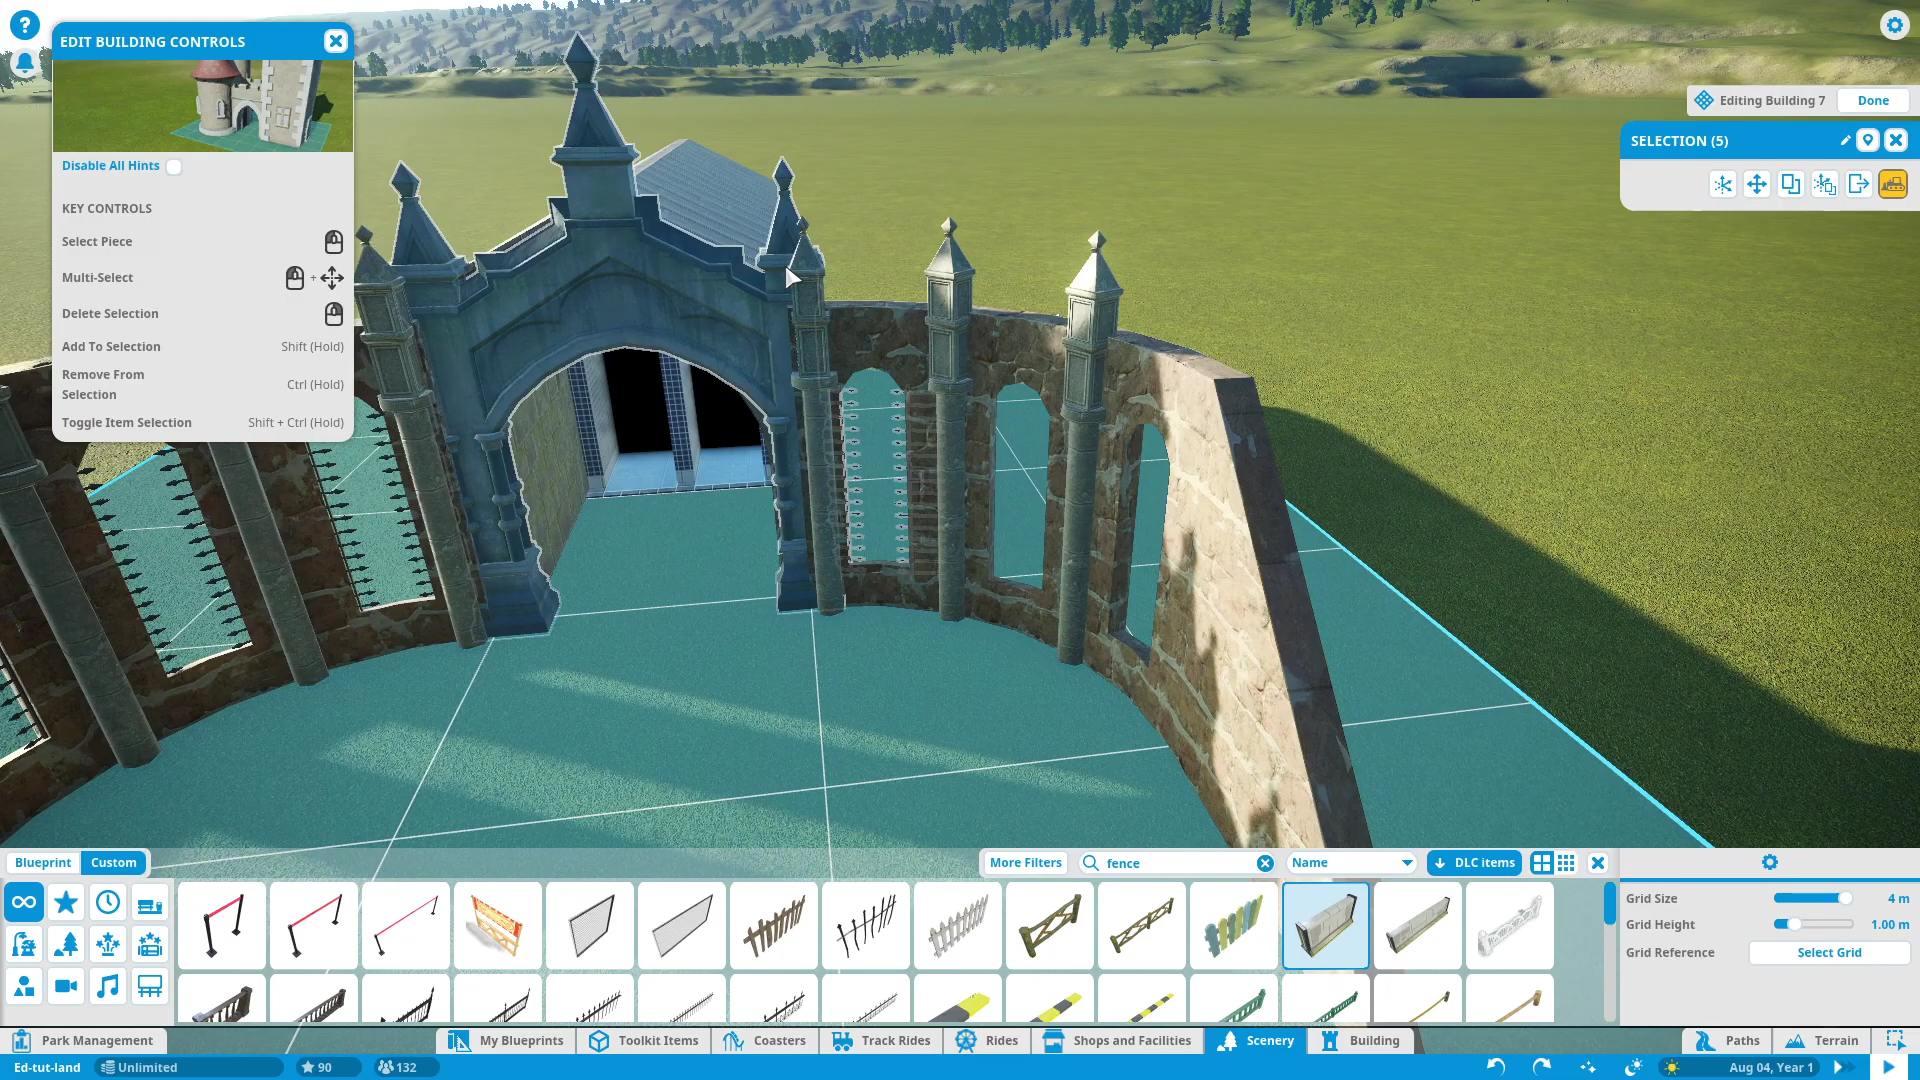 ?
EDIT BUILDING CONTROLS
Disable All Hints
KEY CONTROLS
Select Piece
Multi-Select +
Delete Selection
Add To Selection Shift (Hold)
Remove From
Selection Ctrl (Hold)
Toggle Item Selection Shift + Ctrl (Hold)
Editing Building 7 Done
SELECTION (5)
Blueprint Custom More Filters fence Name DLC items
Grid Size 4 m
Grid Height 1.00 m
Grid Reference Select Grid
Park Management My Blueprints Toolkit Items Coasters Track Rides Rides Shops and Facilities Scenery Building Paths Terrain
Ed-tut-land Unlimited 90 132 Aug 04, Year 1